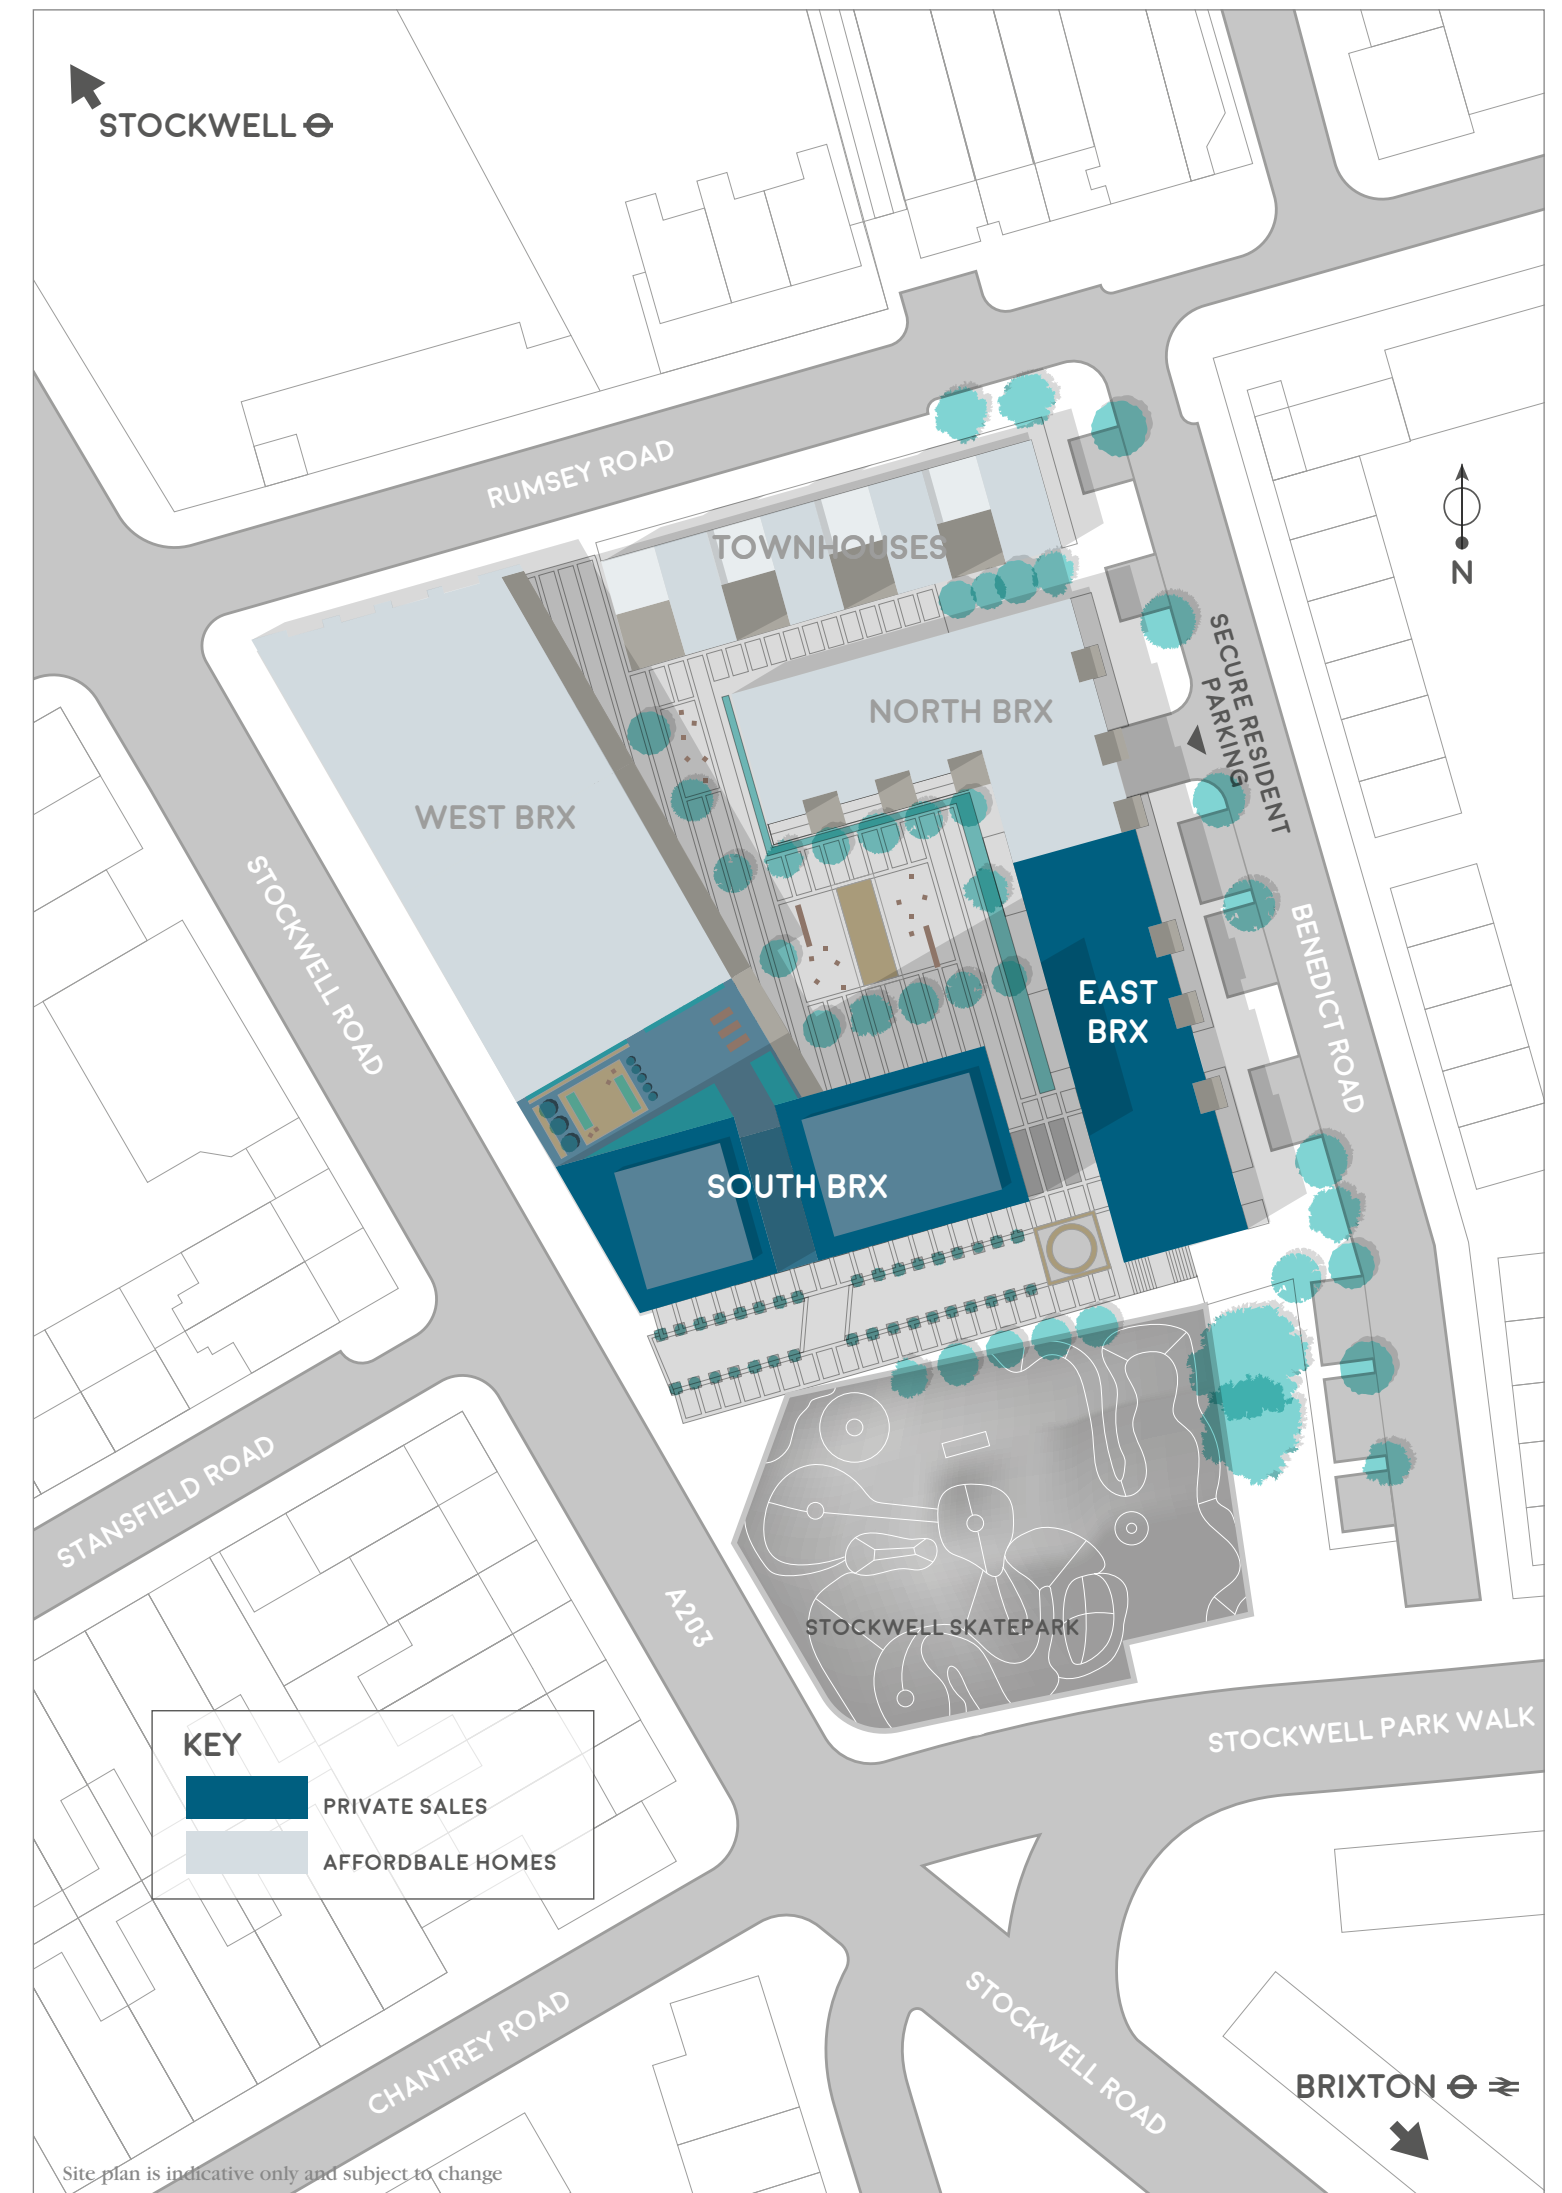 STOCKWELL
RUMSEY ROAD
TOWNHOUSES
N
SECURE RESIDENT
PARKING
NORTH BRX
WEST BRX
STOCKWELL ROAD
BENEDICT ROAD
EAST
BRX
SOUTH BRX
STANSFIELD ROAD
A203
STOCKWELL SKATEPARK
STOCKWELL PARK WALK
KEY
PRIVATE SALES
AFFORDBALE HOMES
CHANTREY ROAD
STOCKWELL ROAD
BRIXTON
Site plan is indicative only and subject to change